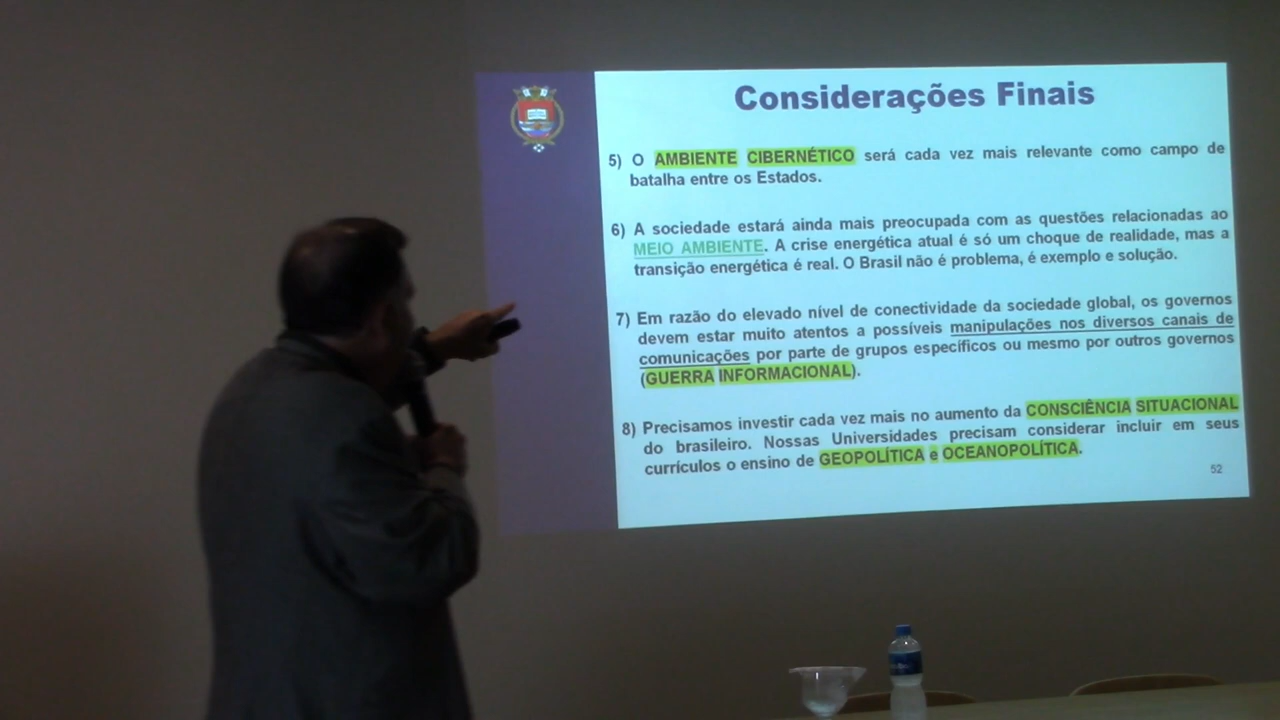 Considerações Finais
5) O AMBIENTE CIBERNÉTICO será cada vez mais relevante como campo de
batalha entre os Estados.
6) A sociedade estará ainda mais preocupada com as questões relacionadas ao
MEIO AMBIENTE. A crise energética atual é só um choque de realidade, mas a
transição energética é real. O Brasil não é problema, é exemplo e solução.
7) Em razão do elevado nível de conectividade da sociedade global, os governos
devem estar muito atentos a possíveis manipulações nos diversos canais de
comunicações por parte de grupos específicos ou mesmo por outros governos
(GUERRA INFORMACIONAL).
8) Precisamos investir cada vez mais no aumento da CONSCIÊNCIA SITUACIONAL
do brasileiro. Nossas Universidades precisam considerar incluir em seus
currículos o ensino de GEOPOLÍTICA e OCEANOPOLÍTICA.
52